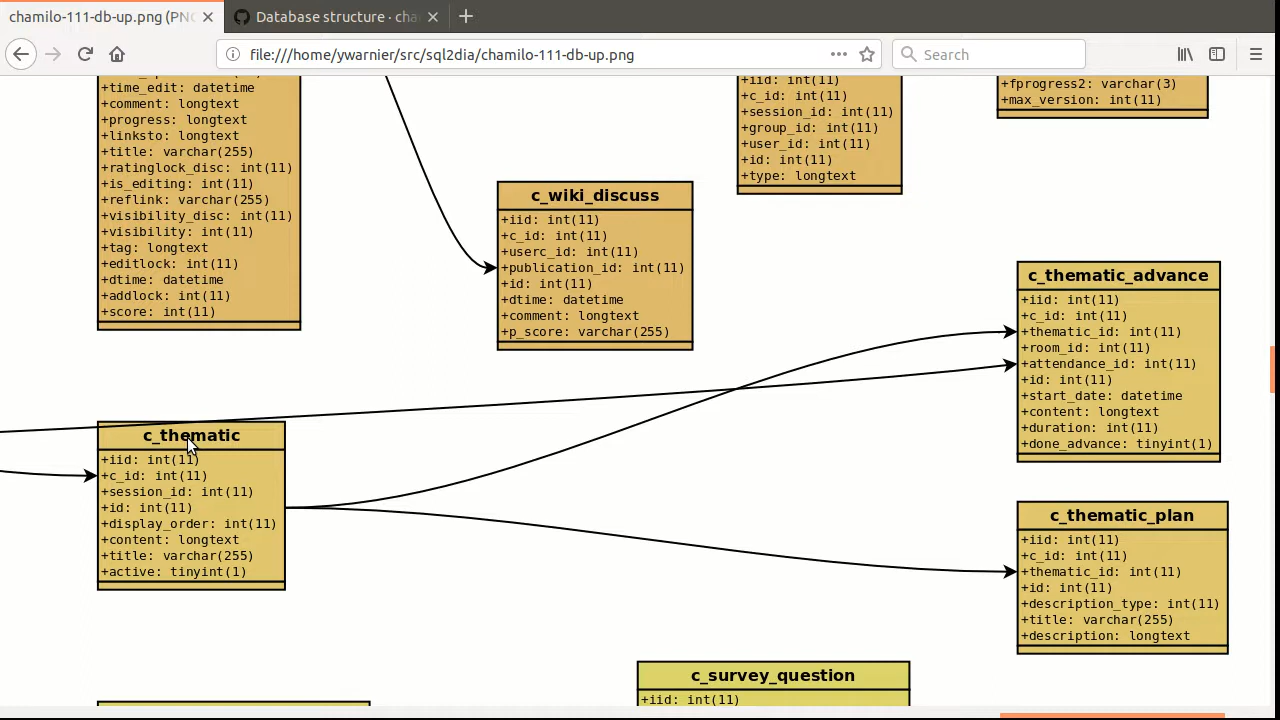 chamilo-111-db-up.png (PN
Database structure · cha
file:///home/ywarnier/src/sql2dia/chamilo-111-db-up.png
Search
+time_edit: datetime
+comment: longtext
+progress: longtext
+linksto: longtext
+title: varchar(255)
+ratinglock_disc: int(11)
+is_editing: int(11)
+reflink: varchar(255)
+visibility_disc: int(11)
+visibility: int(11)
+tag: longtext
+editlock: int(11)
+dtime: datetime
+addlock: int(11)
+score: int(11)
c_wiki_discuss
+iid: int(11)
+c_id: int(11)
+userc_id: int(11)
+publication_id: int(11)
+id: int(11)
+dtime: datetime
+comment: longtext
+p_score: varchar(255)
+iid: int(11)
+c_id: int(11)
+session_id: int(11)
+group_id: int(11)
+user_id: int(11)
+id: int(11)
+type: longtext
+fprogress2: varchar(3)
+max_version: int(11)
c_thematic_advance
+iid: int(11)
+c_id: int(11)
+thematic_id: int(11)
+room_id: int(11)
+attendance_id: int(11)
+id: int(11)
+start_date: datetime
+content: longtext
+duration: int(11)
+done_advance: tinyint(1)
c_thematic
+iid: int(11)
+c_id: int(11)
+session_id: int(11)
+id: int(11)
+display_order: int(11)
+content: longtext
+title: varchar(255)
+active: tinyint(1)
c_thematic_plan
+iid: int(11)
+c_id: int(11)
+thematic_id: int(11)
+id: int(11)
+description_type: int(11)
+title: varchar(255)
+description: longtext
c_survey_question
+iid: int(11)